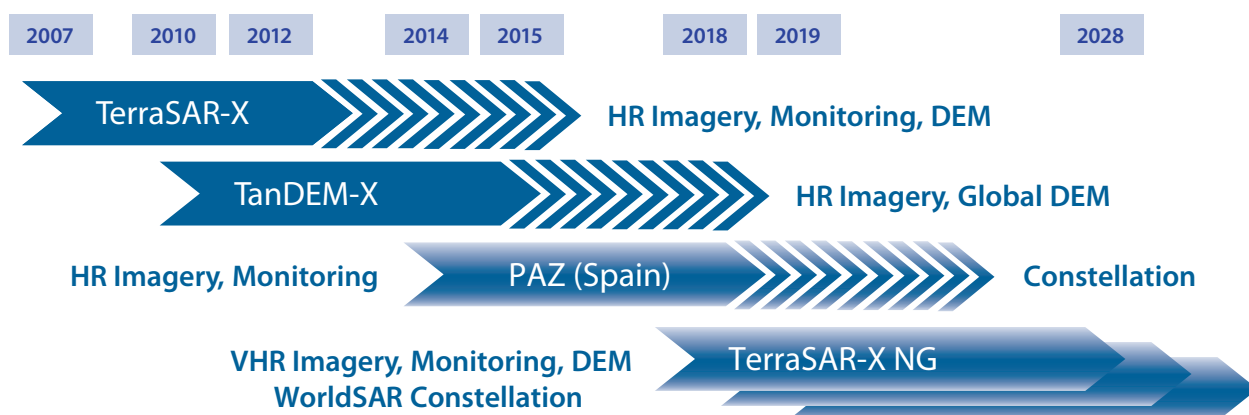 2007 2010 2012 2014 2015 2018 2019 2028
TerraSAR-X HR Imagery, Monitoring, DEM
TanDEM-X HR Imagery, Global DEM
HR Imagery, Monitoring PAZ (Spain) Constellation
VHR Imagery, Monitoring, DEM TerraSAR-X NG
WorldSAR Constellation